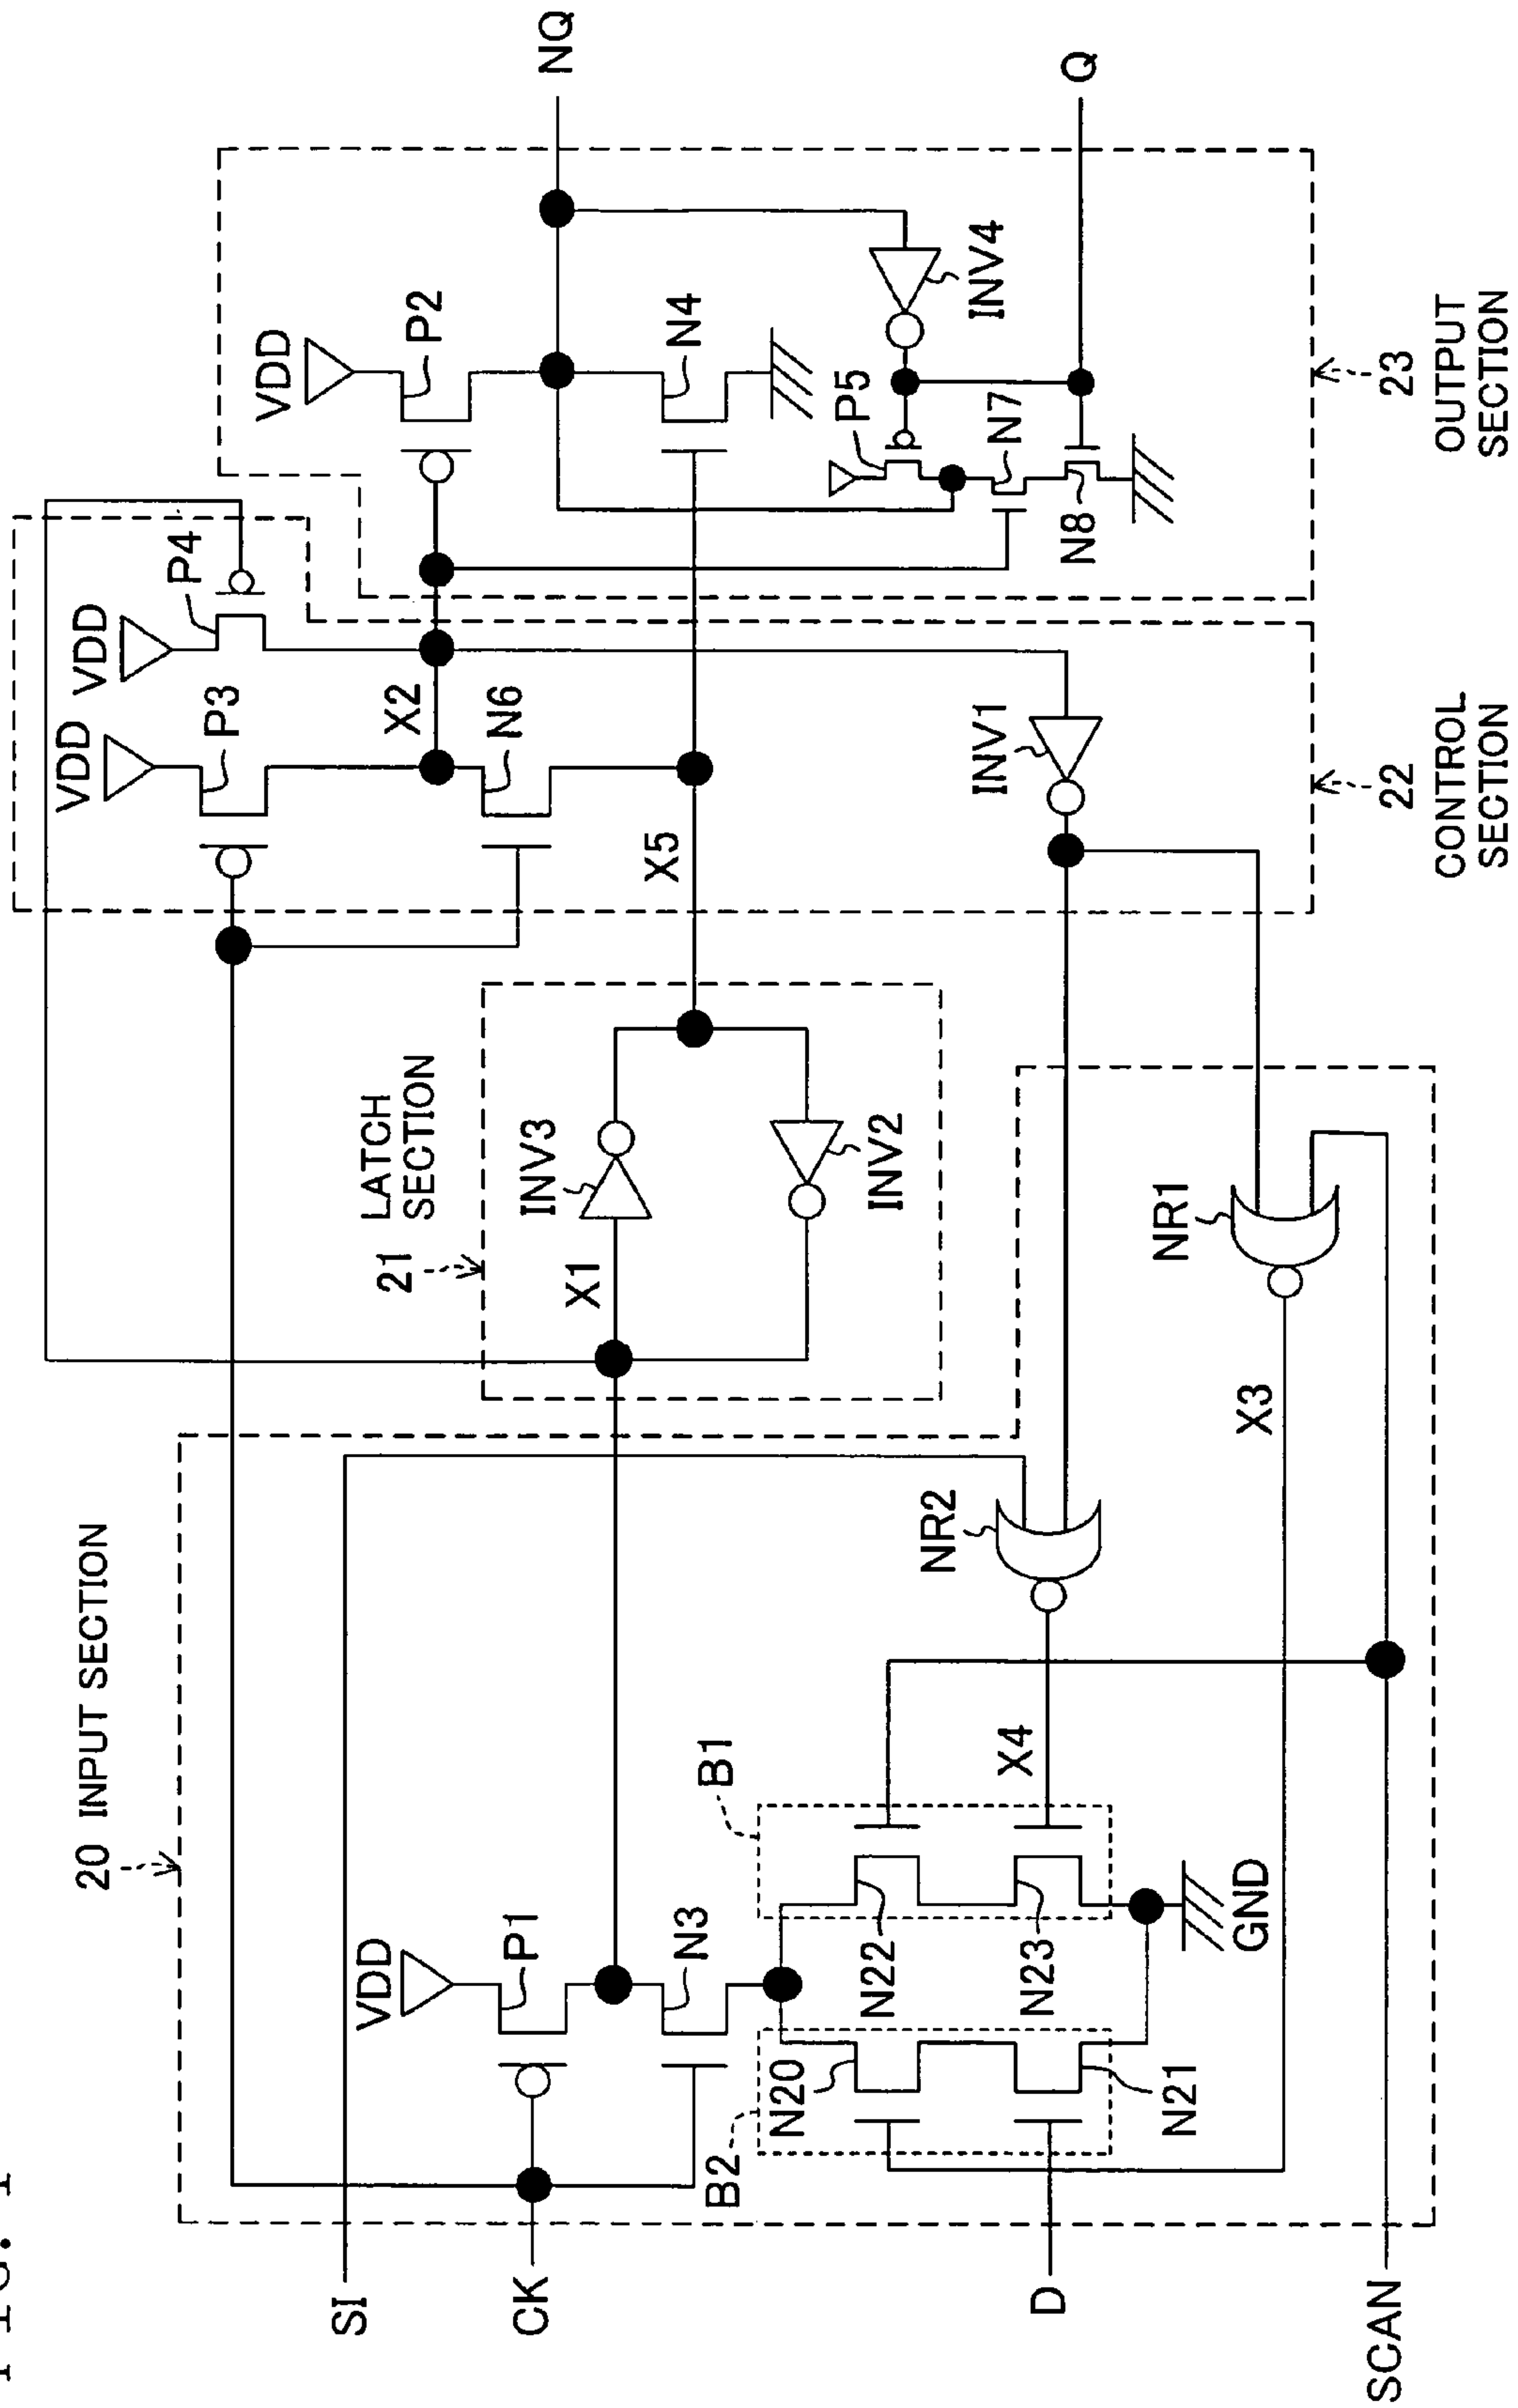 FIG. 1
20 INPUT SECTION
SI
CK
D
SCAN
VDD
P1
N3
B2
B1
N20
N21
N22
N23
GND
X4
NR2
X3
NR1
21 LATCH
SECTION
X1
INV3
INV2
X5
VDD
P3
VDD
P4
X2
N6
INV1
22
CONTROL
SECTION
VDD
P2
N4
P5
N7
N8
INV4
NQ
Q
23
OUTPUT
SECTION